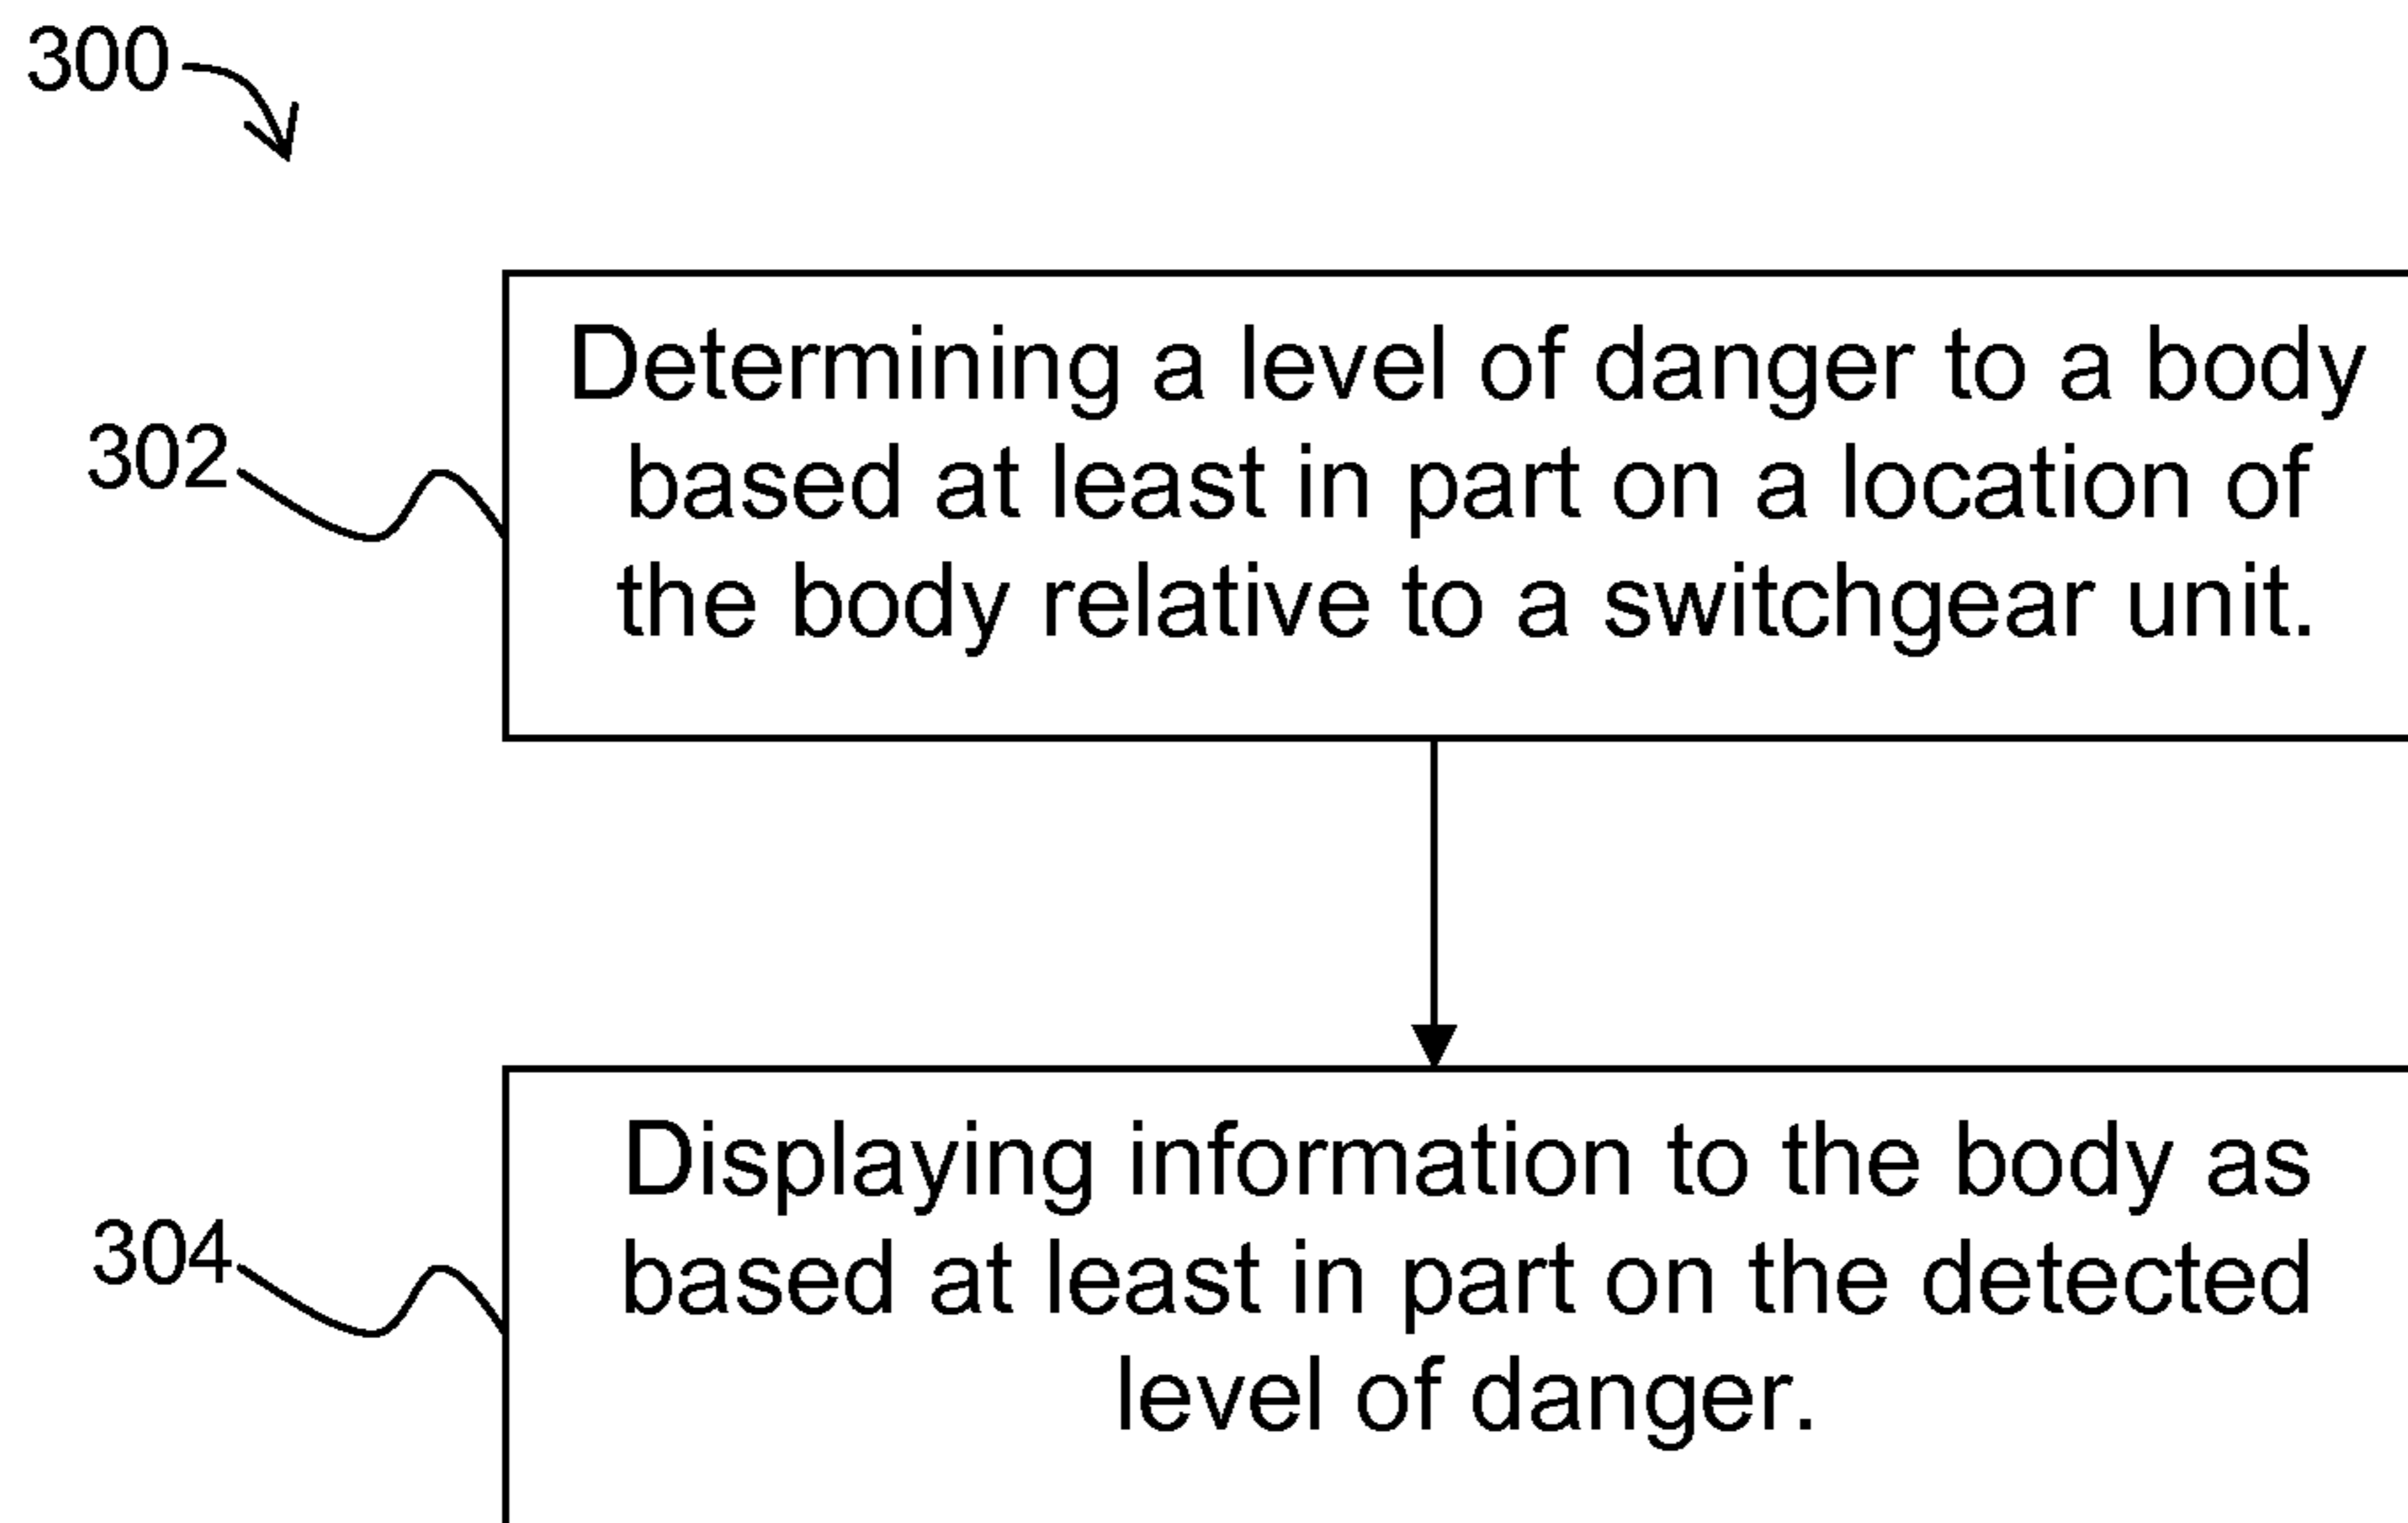 300
302
Determining a level of danger to a body
based at least in part on a location of
the body relative to a switchgear unit.
304
Displaying information to the body as
based at least in part on the detected
level of danger.